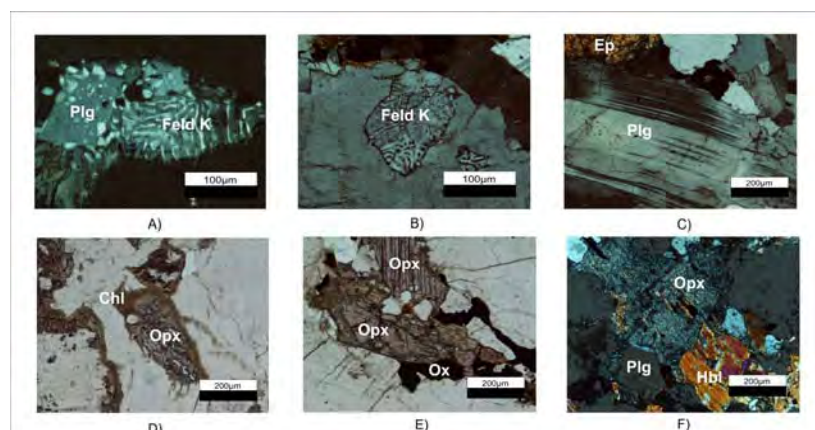 Plg
Feld K
100µm
A)
Feld K
100µm
B)
Ep
Plg
200µm
C)
Chl
Opx
200µm
D)
Opx
Opx
Ox
200µm
E)
Opx
Plg
Hbl
200µm
F)